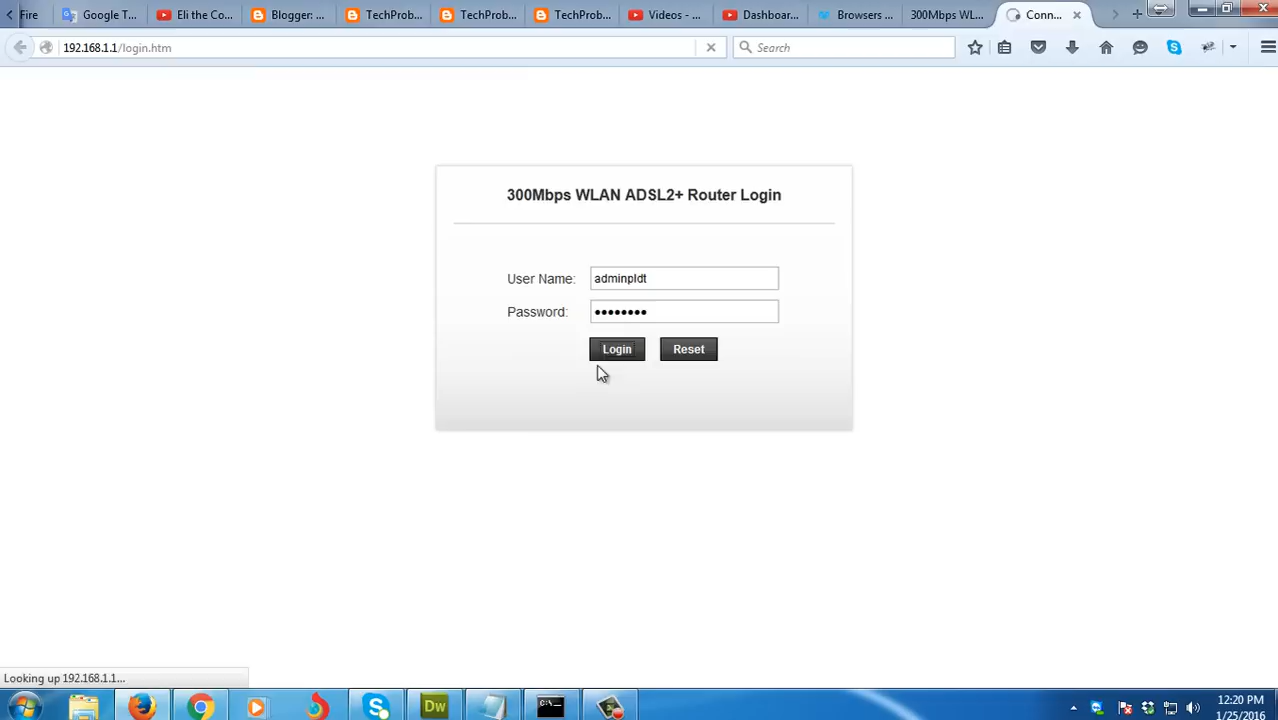 Fire
Google T...
Eli the Co...
Blogger: ...
TechProb...
TechProb...
TechProb...
Videos - ...
Dashboar...
Browsers ...
300Mbps WL...
Conn...
192.168.1.1/login.htm
Search
300Mbps WLAN ADSL2+ Router Login
User Name: adminpldt
Password: ●●●●●●●●
Login Reset
Looking up 192.168.1.1...
Dw
C:\
12:20 PM
1/25/2016